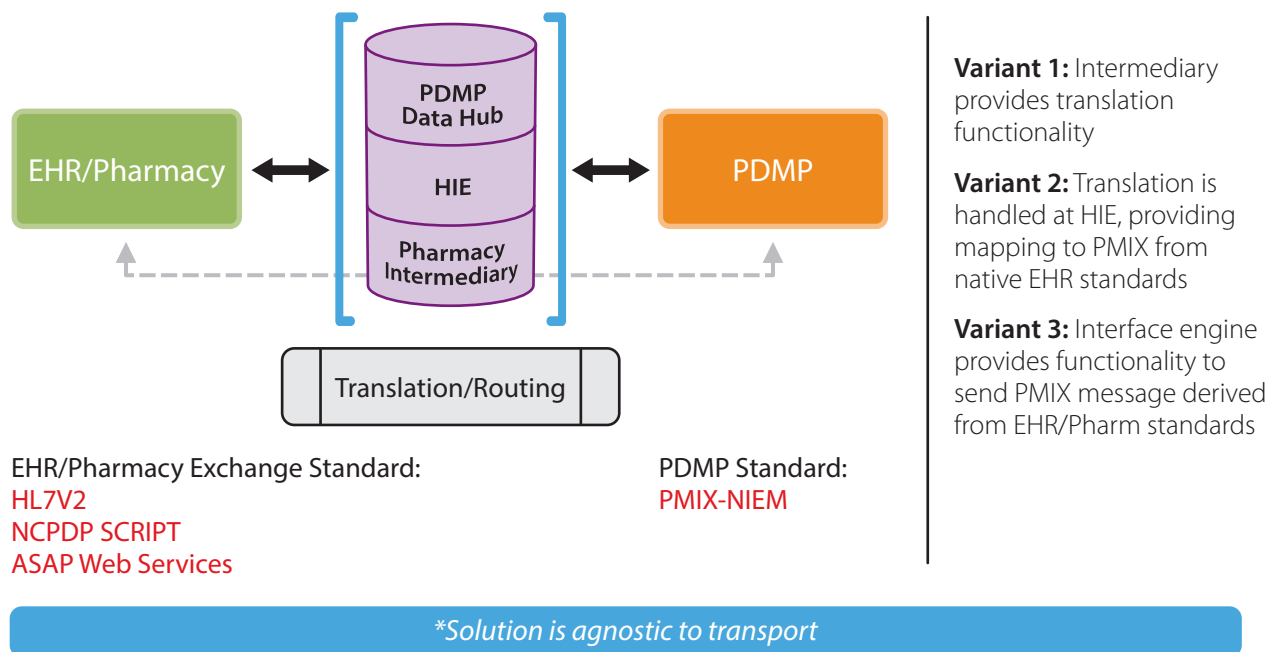 PDMP
Data Hub
HIE
Pharmacy
Intermediary
EHR/Pharmacy
PDMP
Translation/Routing
EHR/Pharmacy Exchange Standard:
HL7V2
NCPDP SCRIPT
ASAP Web Services
PDMP Standard:
PMIX-NIEM
Variant 1: Intermediary
provides translation
functionality
Variant 2: Translation is
handled at HIE, providing
mapping to PMIX from
native EHR standards
Variant 3: Interface engine
provides functionality to
send PMIX message derived
from EHR/Pharm standards
*Solution is agnostic to transport